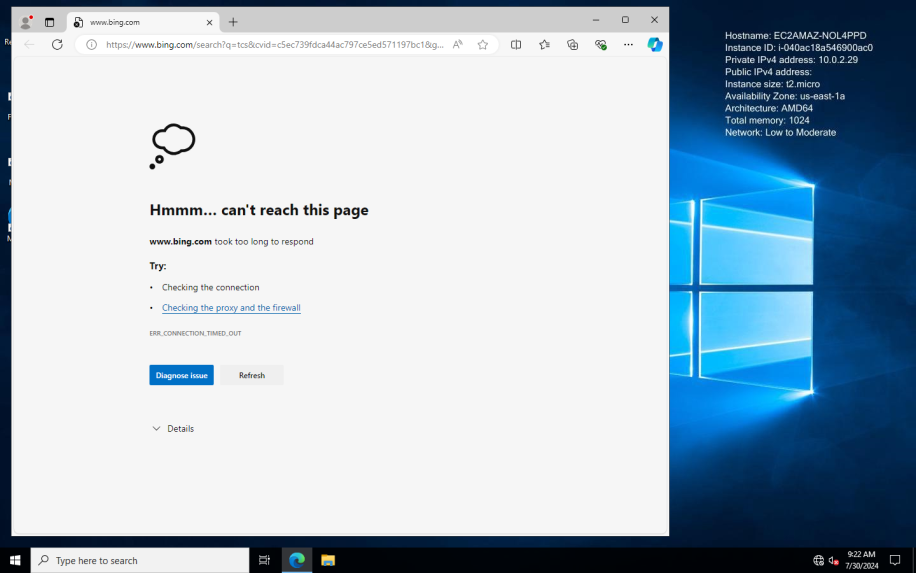 www.bing.com
https://www.bing.com/search?q=tcs&cvid=c5ec739fdca44ac797ce5ed571197bc1&g...
Hostname: EC2AMAZ-NOL4PPD
Instance ID: i-040ac18a546900ac0
Private IPv4 address: 10.0.2.29
Public IPv4 address:
Instance size: t2.micro
Availability Zone: us-east-1a
Architecture: AMD64
Total memory: 1024
Network: Low to Moderate
Hmmm... can't reach this page
www.bing.com took too long to respond
Try:
• Checking the connection
• Checking the proxy and the firewall
ERR_CONNECTION_TIMED_OUT
Diagnose issue
Refresh
Details
Type here to search
9:22 AM
7/30/2024